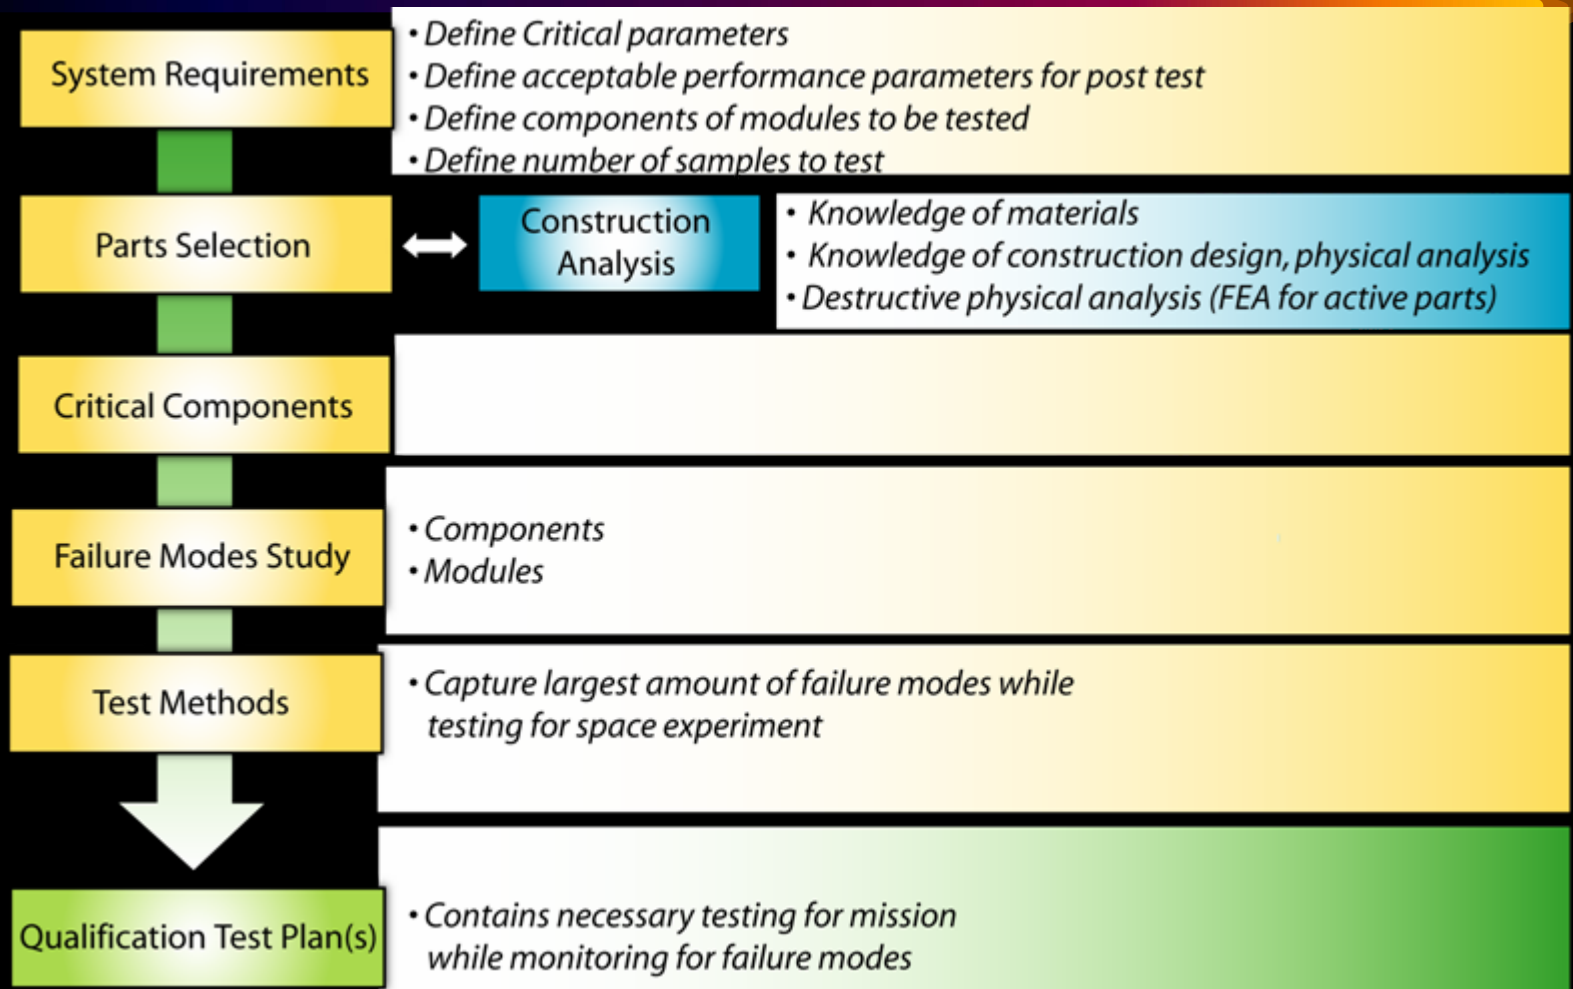 System Requirements
• Define Critical parameters
• Define acceptable performance parameters for post test
• Define components of modules to be tested
• Define number of samples to test
Parts Selection
Construction
Analysis
• Knowledge of materials
• Knowledge of construction design, physical analysis
• Destructive physical analysis (FEA for active parts)
Critical Components
Failure Modes Study
• Components
• Modules
Test Methods
• Capture largest amount of failure modes while
testing for space experiment
Qualification Test Plan(s)
• Contains necessary testing for mission
while monitoring for failure modes